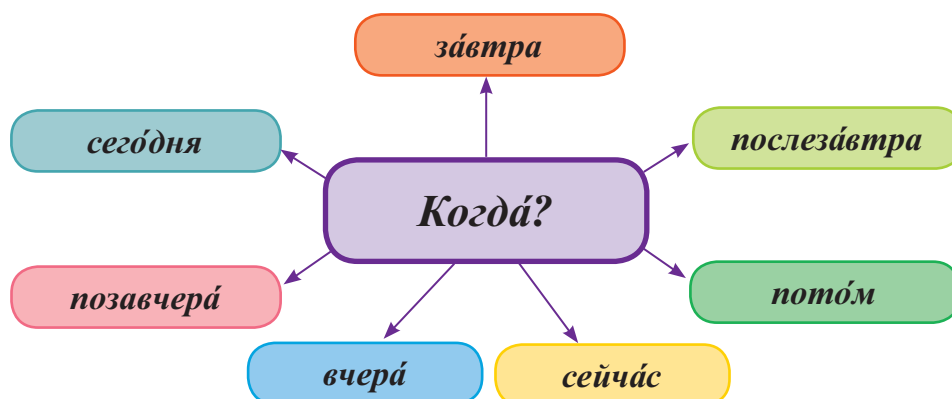 за́втра
сего́дня
послеза́втра
Когда́?
позавчера́
пото́м
вчера́
сейча́с